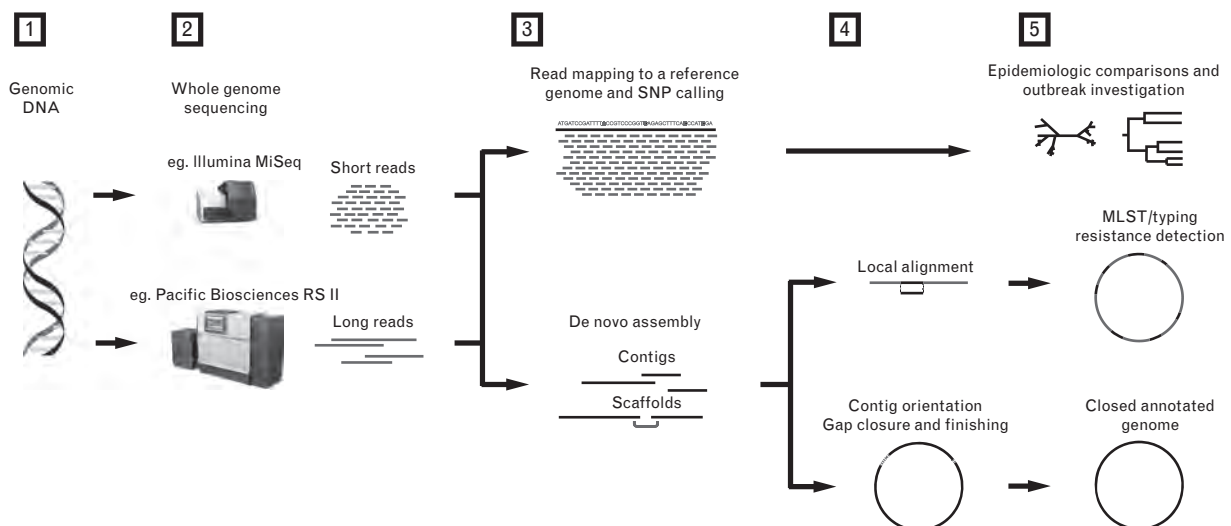 1
2
3
4
5
Genomic
DNA
Whole genome
sequencing
eg. Illumina MiSeq
Short reads
eg. Pacific Biosciences RS II
Long reads
Read mapping to a reference
genome and SNP calling
De novo assembly
Contigs
Scaffolds
Local alignment
Contig orientation
Gap closure and finishing
Epidemiologic comparisons and
outbreak investigation
MLST/typing
resistance detection
Closed annotated
genome